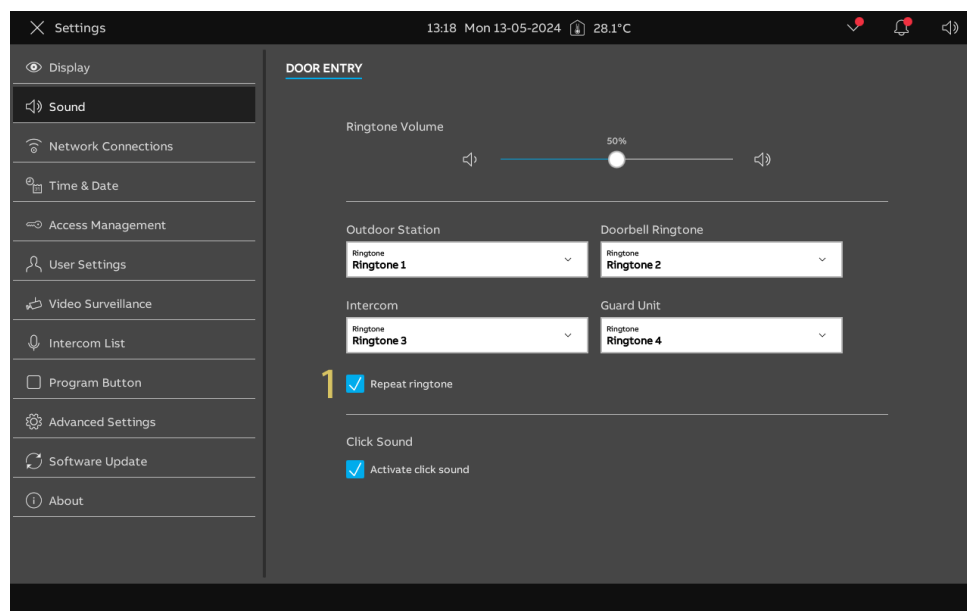 Settings
13:18 Mon 13-05-2024 28.1°C
Display
Sound
Network Connections
Time & Date
Access Management
User Settings
Video Surveillance
Intercom List
Program Button
Advanced Settings
Software Update
About
DOOR ENTRY
Ringtone Volume
50%
Outdoor Station
Ringtone
Ringtone 1
Doorbell Ringtone
Ringtone
Ringtone 2
Intercom
Ringtone
Ringtone 3
Guard Unit
Ringtone
Ringtone 4
1
Repeat ringtone
Click Sound
Activate click sound